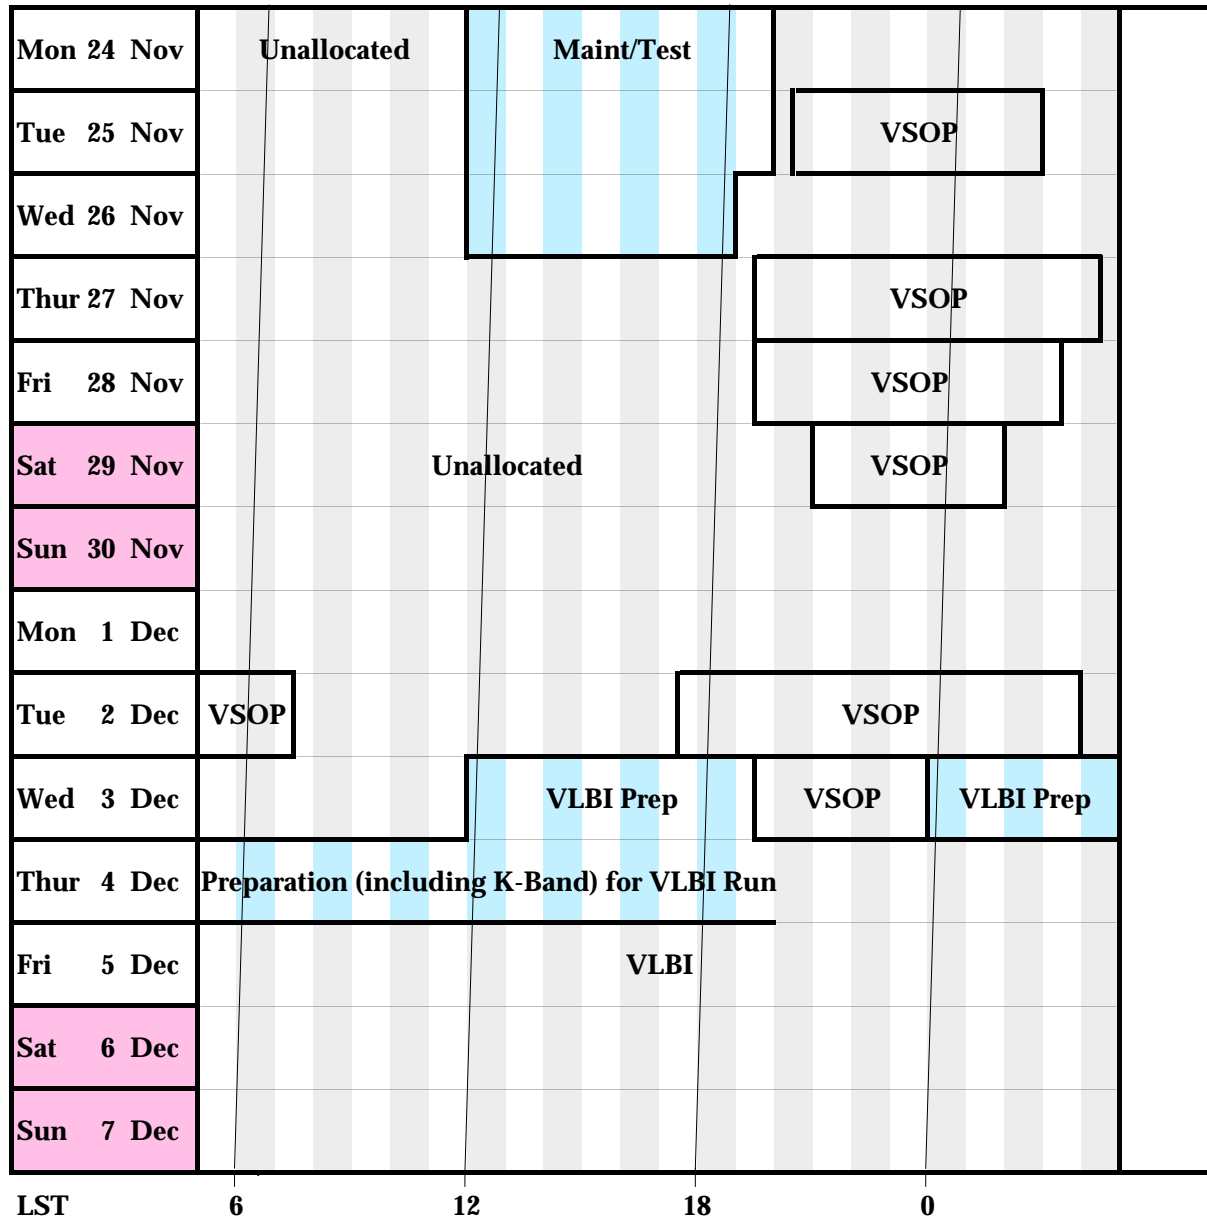 Mon 24 Nov Unallocated Maint/Test
Tue 25 Nov VSOP
Wed 26 Nov
Thur 27 Nov VSOP
Fri 28 Nov VSOP
Sat 29 Nov Unallocated VSOP
Sun 30 Nov
Mon 1 Dec
Tue 2 Dec VSOP VSOP
Wed 3 Dec VLBI Prep VSOP VLBI Prep
Thur 4 Dec Preparation (including K-Band) for VLBI Run
Fri 5 Dec VLBI
Sat 6 Dec
Sun 7 Dec
LST 6 12 18 0